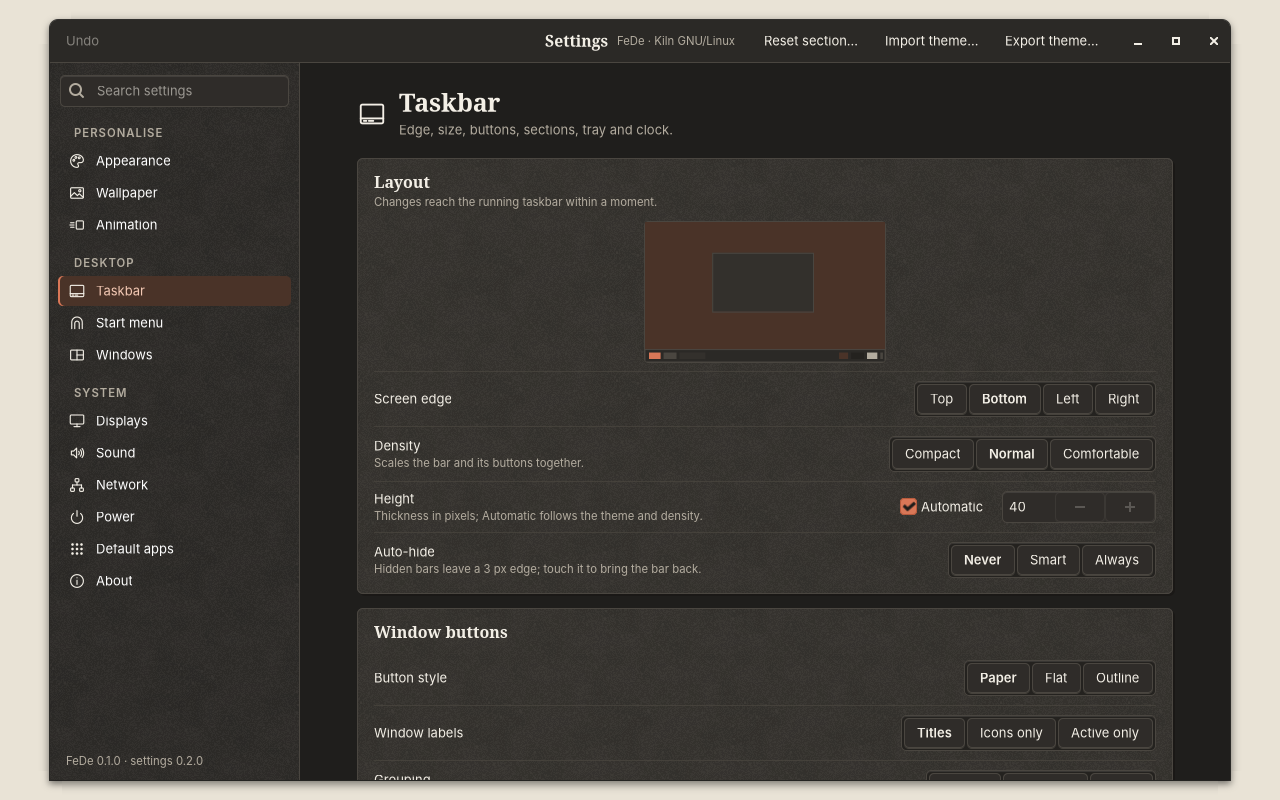 Undo
Settings FeDe · Kiln GNU/Linux
Reset section...
Import theme...
Export theme...
Search settings
PERSONALISE
Appearance
Wallpaper
Animation
DESKTOP
Taskbar
Start menu
Windows
SYSTEM
Displays
Sound
Network
Power
Default apps
About
FeDe 0.1.0 · settings 0.2.0
Taskbar
Edge, size, buttons, sections, tray and clock.
Layout
Changes reach the running taskbar within a moment.
Screen edge
Top Bottom Left Right
Density
Scales the bar and its buttons together.
Compact Normal Comfortable
Height
Thickness in pixels; Automatic follows the theme and density.
Automatic 40 − +
Auto-hide
Hidden bars leave a 3 px edge; touch it to bring the bar back.
Never Smart Always
Window buttons
Button style
Paper Flat Outline
Window labels
Titles Icons only Active only
Grouping